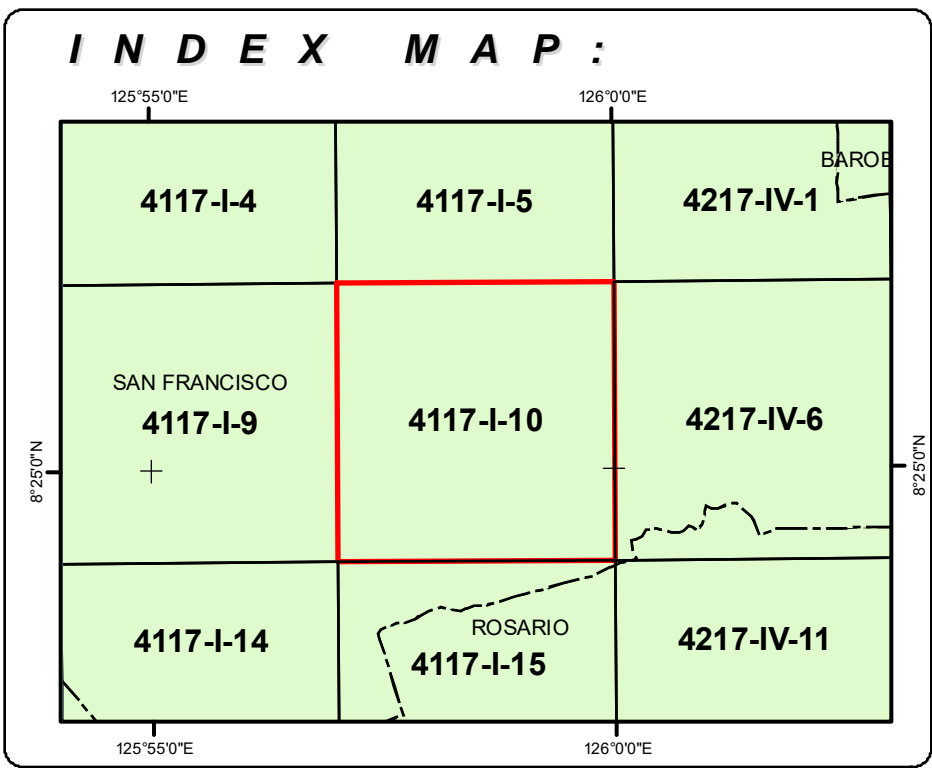 INDEX MAP:
125°55'0"E 126°0'0"E
BAROB
4117-I-4 4117-I-5 4217-IV-1
SAN FRANCISCO
4117-I-9 4117-I-10 4217-IV-6
8°25'0"N 8°25'0"N
ROSARIO
4117-I-14 4117-I-15 4217-IV-11
125°55'0"E 126°0'0"E